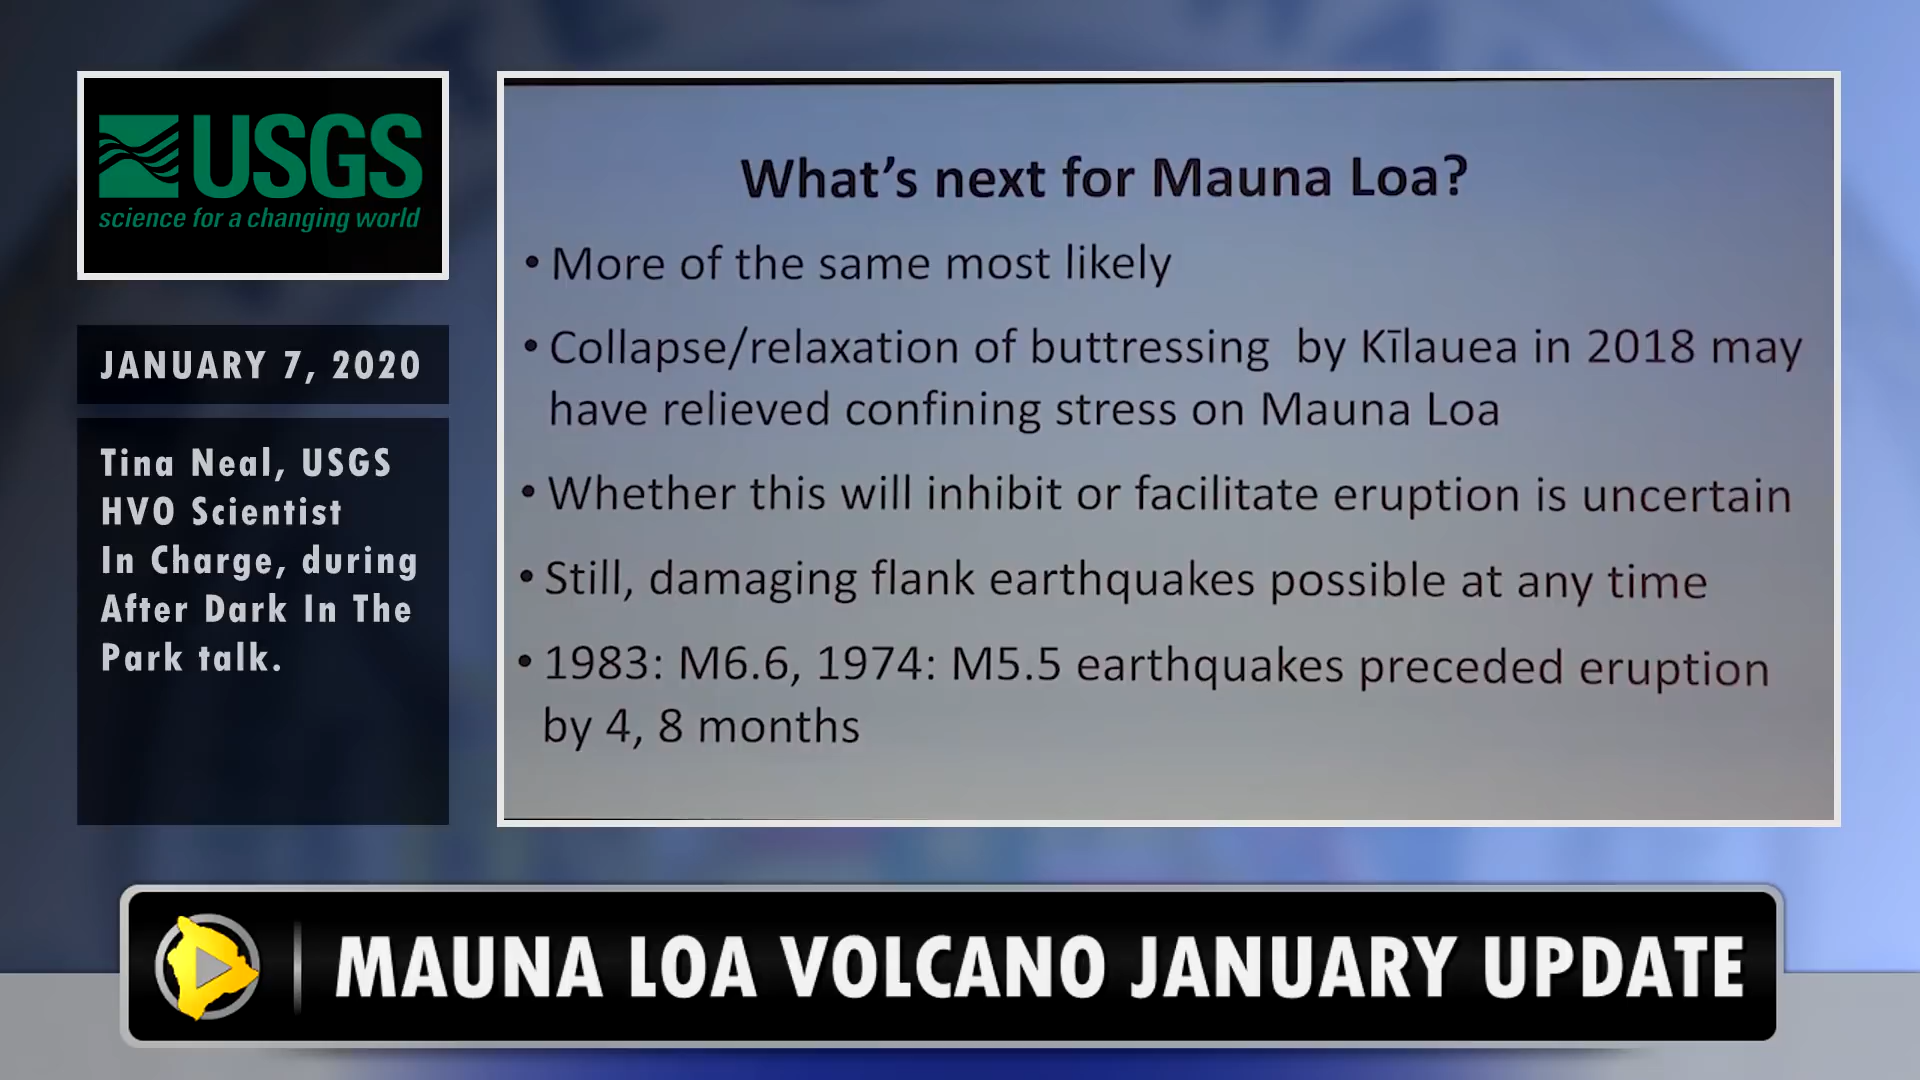 USGS
science for a changing world
JANUARY 7, 2020
Tina Neal, USGS
HVO Scientist
In Charge, during
After Dark In The
Park talk.
What's next for Mauna Loa?
• More of the same most likely
• Collapse/relaxation of buttressing by Kīlauea in 2018 may
have relieved confining stress on Mauna Loa
• Whether this will inhibit or facilitate eruption is uncertain
• Still, damaging flank earthquakes possible at any time
• 1983: M6.6, 1974: M5.5 earthquakes preceded eruption
by 4, 8 months
MAUNA LOA VOLCANO JANUARY UPDATE